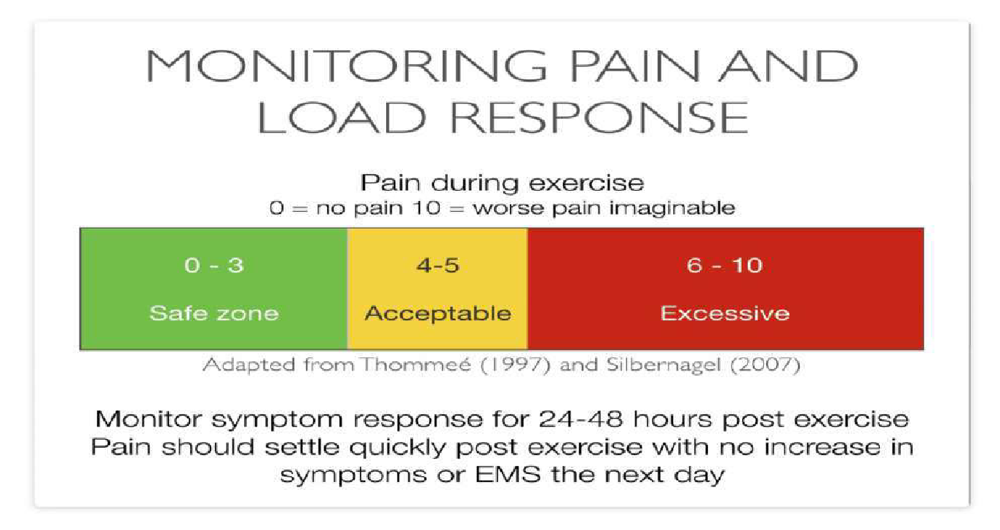 MONITORING PAIN AND
LOAD RESPONSE
Pain during exercise
0 = no pain 10 = worse pain imaginable
0 - 3
4-5
6 - 10
Safe zone
Acceptable
Excessive
Adapted from Thommeé (1997) and Silbernagel (2007)
Monitor symptom response for 24-48 hours post exercise
Pain should settle quickly post exercise with no increase in
symptoms or EMS the next day